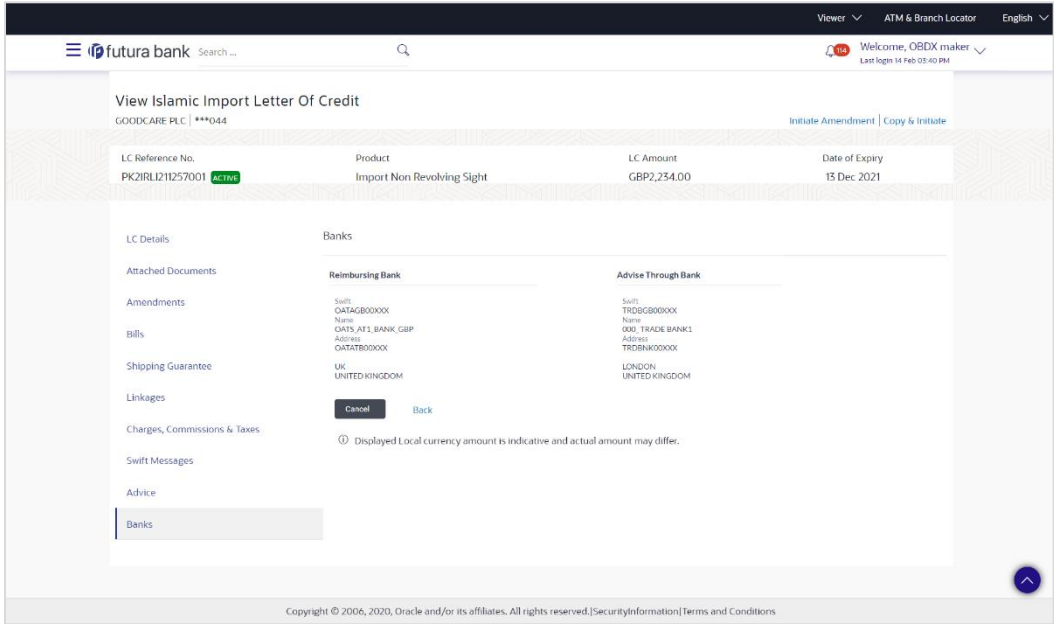 Viewer ATM & Branch Locator English
futura bank Search ... 114 Welcome, OBDX maker
Last login 14 Feb 03:40 PM
View Islamic Import Letter Of Credit
GOODCARE PLC | ***044 Initiate Amendment | Copy & Initiate
LC Reference No. Product LC Amount Date of Expiry
PK2IRLI211257001 ACTIVE Import Non Revolving Sight GBP2,234.00 13 Dec 2021
LC Details
Attached Documents
Amendments
Bills
Shipping Guarantee
Linkages
Charges, Commissions & Taxes
Swift Messages
Advice
Banks
Banks
Reimbursing Bank
Swift
OATAGB00XXX
Name
OATS_AT1_BANK_GBP
Address
OATATB00XXX
UK
UNITED KINGDOM
Advise Through Bank
Swift
TRDBGB00XXX
Name
000_ TRADE BANK1
Address
TRDBNK00XXX
LONDON
UNITED KINGDOM
Cancel Back
Displayed Local currency amount is indicative and actual amount may differ.
Copyright © 2006, 2020, Oracle and/or its affiliates. All rights reserved.|SecurityInformation|Terms and Conditions